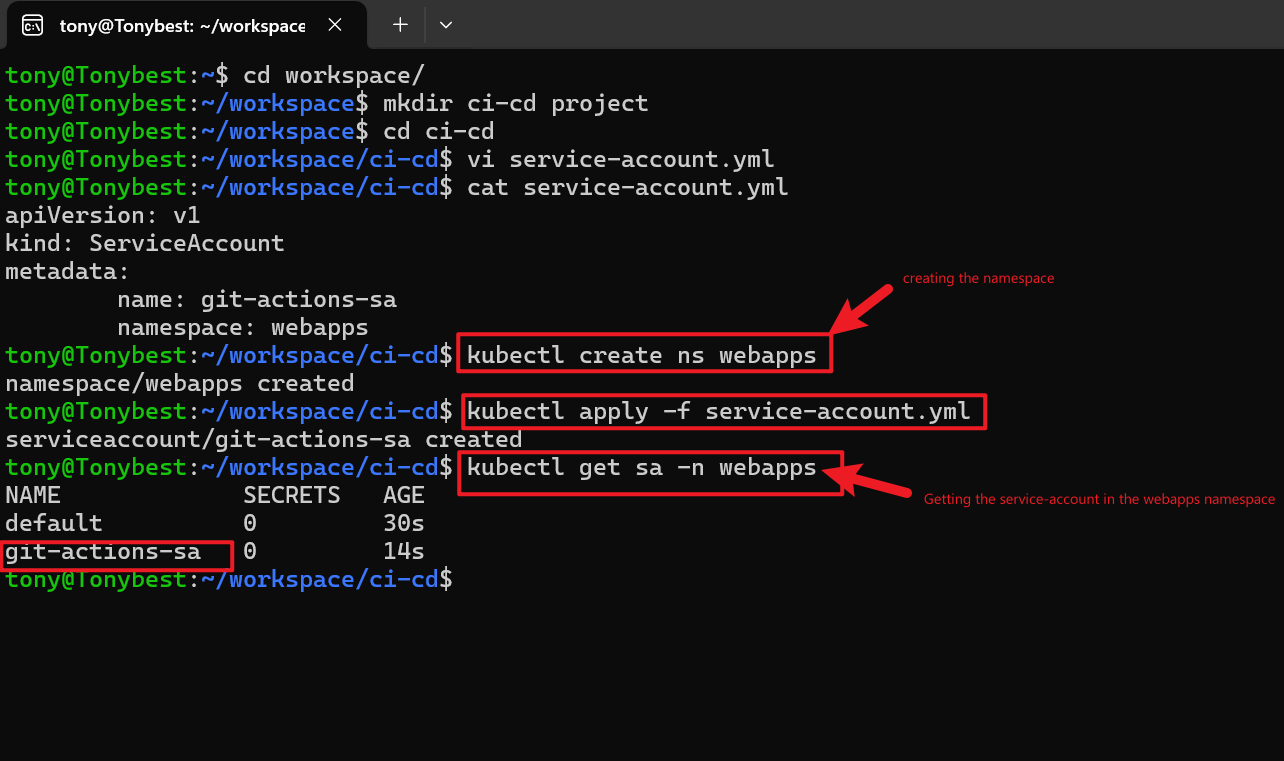 tony@Tonybest: ~/workspace
tony@Tonybest:~$ cd workspace/
tony@Tonybest:~/workspace$ mkdir ci-cd project
tony@Tonybest:~/workspace$ cd ci-cd
tony@Tonybest:~/workspace/ci-cd$ vi service-account.yml
tony@Tonybest:~/workspace/ci-cd$ cat service-account.yml
apiVersion: v1
kind: ServiceAccount
metadata:
        name: git-actions-sa
        namespace: webapps
creating the namespace
tony@Tonybest:~/workspace/ci-cd$ kubectl create ns webapps
namespace/webapps created
tony@Tonybest:~/workspace/ci-cd$ kubectl apply -f service-account.yml
serviceaccount/git-actions-sa created
tony@Tonybest:~/workspace/ci-cd$ kubectl get sa -n webapps
Getting the service-account in the webapps namespace
NAME             SECRETS   AGE
default          0         30s
git-actions-sa   0         14s
tony@Tonybest:~/workspace/ci-cd$